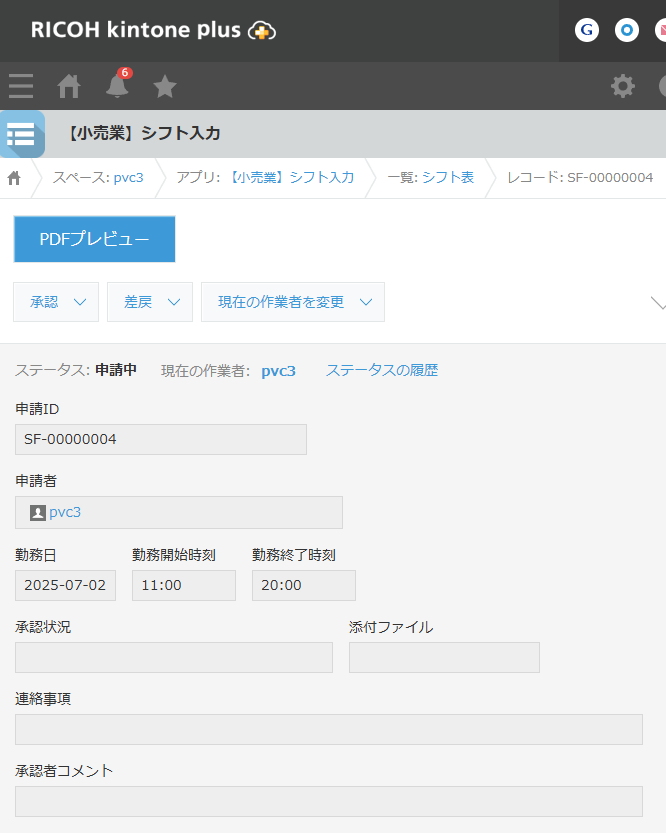 RICOH kintone plus
G
6
【小売業】シフト入力
スペース: pvc3 アプリ: 【小売業】シフト入力 一覧: シフト表 レコード: SF-00000004
PDFプレビュー
承認 差戻 現在の作業者を変更
ステータス: 申請中 現在の作業者: pvc3 ステータスの履歴
申請ID
SF-00000004
申請者
pvc3
勤務日 勤務開始時刻 勤務終了時刻
2025-07-02 11:00 20:00
承認状況 添付ファイル
連絡事項
承認者コメント